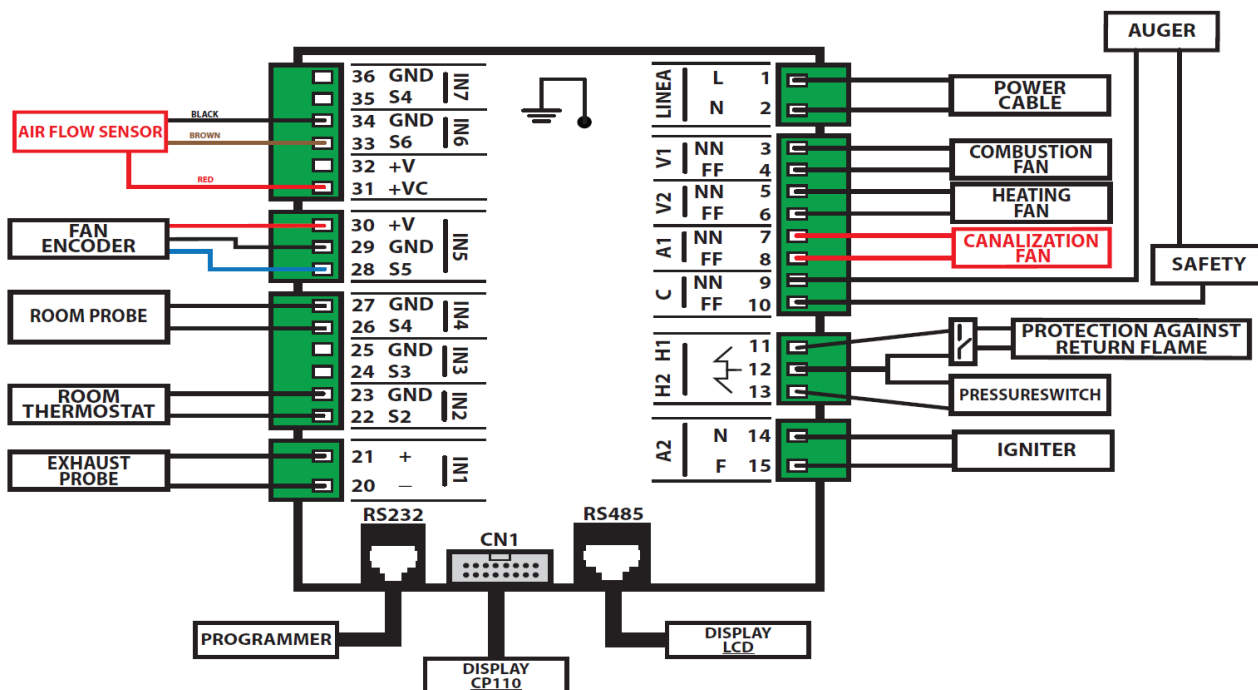 AUGER
36 GND
35 S4
IN7
34 GND
33 S6
IN6
32 +V
31 +VC
AIR FLOW SENSOR
BLACK
BROWN
RED
30 +V
29 GND
28 S5
IN5
FAN
ENCODER
27 GND
26 S4
IN4
25 GND
24 S3
IN3
23 GND
22 S2
IN2
ROOM PROBE
ROOM
THERMOSTAT
21 +
20 –
IN1
EXHAUST
PROBE
LINEA
L 1
N 2
POWER
CABLE
V1
NN 3
FF 4
COMBUSTION
FAN
V2
NN 5
FF 6
HEATING
FAN
A1
NN 7
FF 8
CANALIZATION
FAN
C
NN 9
FF 10
SAFETY
H2 H1
11
12
13
PROTECTION AGAINST
RETURN FLAME
PRESSURESWITCH
A2
N 14
F 15
IGNITER
RS232
CN1
RS485
PROGRAMMER
DISPLAY
CP110
DISPLAY
LCD